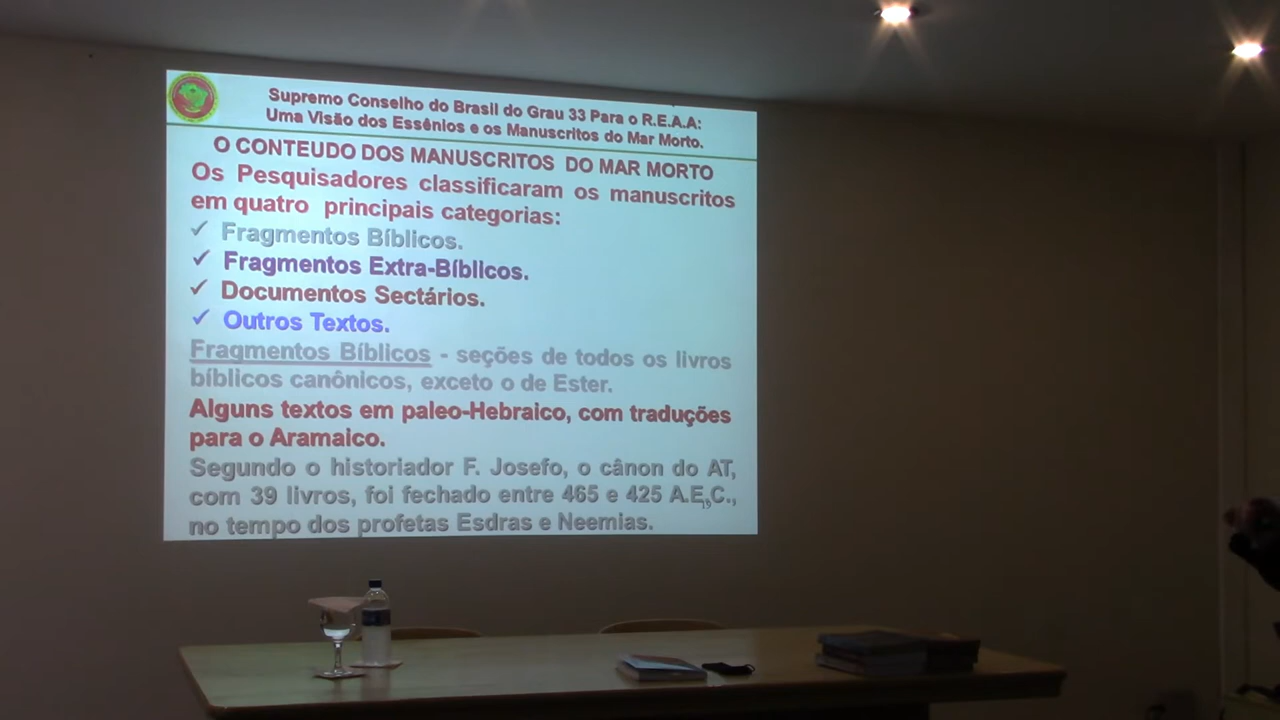 Supremo Conselho do Brasil do Grau 33 Para o R.E.A.A:
Uma Visão dos Essênios e os Manuscritos do Mar Morto.
O CONTEUDO DOS MANUSCRITOS DO MAR MORTO
Os Pesquisadores classificaram os manuscritos
em quatro principais categorias:
✓ Fragmentos Bíblicos.
✓ Fragmentos Extra-Bíblicos.
✓ Documentos Sectários.
✓ Outros Textos.
Fragmentos Bíblicos - seções de todos os livros
bíblicos canônicos, exceto o de Ester.
Alguns textos em paleo-Hebraico, com traduções
para o Aramaico.
Segundo o historiador F. Josefo, o cânon do AT,
com 39 livros, foi fechado entre 465 e 425 A.E.C.,
19
no tempo dos profetas Esdras e Neemias.